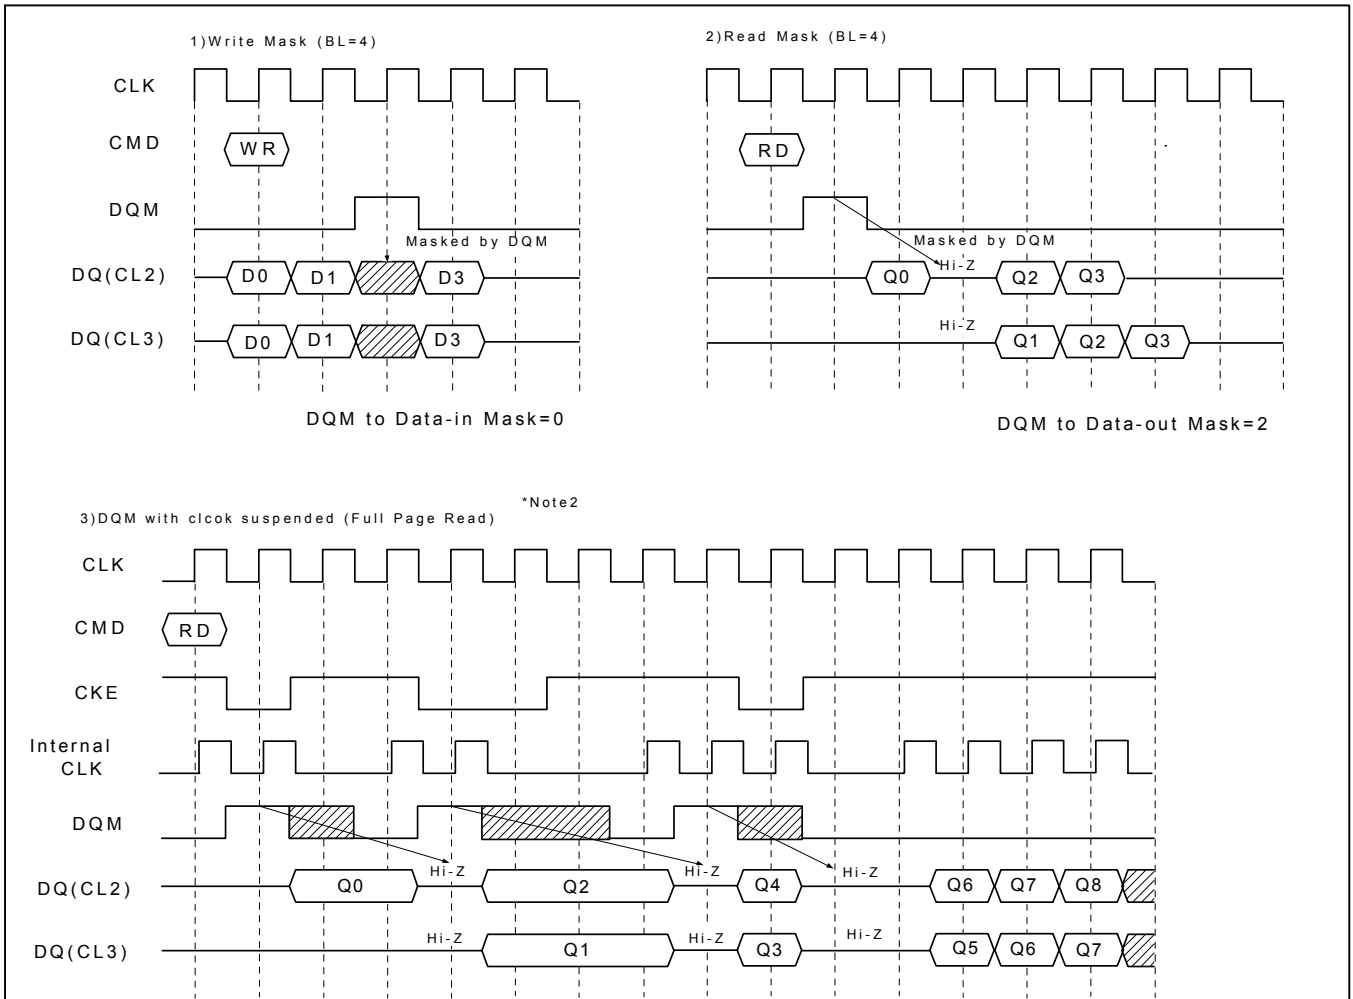 1)Write Mask (BL=4)
2)Read Mask (BL=4)
CLK
CMD
WR
RD
DQM
Masked by DQM
Masked by DQM
DQ(CL2)
D0
D1
D3
Q0
Hi-Z
Q2
Q3
DQ(CL3)
D0
D1
D3
Hi-Z
Q1
Q2
Q3
DQM to Data-in Mask=0
DQM to Data-out Mask=2
*Note2
3)DQM with clcok suspended (Full Page Read)
CLK
CMD
RD
CKE
Internal
CLK
DQM
DQ(CL2)
Q0
Hi-Z
Q2
Hi-Z
Q4
Hi-Z
Q6
Q7
Q8
DQ(CL3)
Hi-Z
Q1
Hi-Z
Q3
Hi-Z
Q5
Q6
Q7